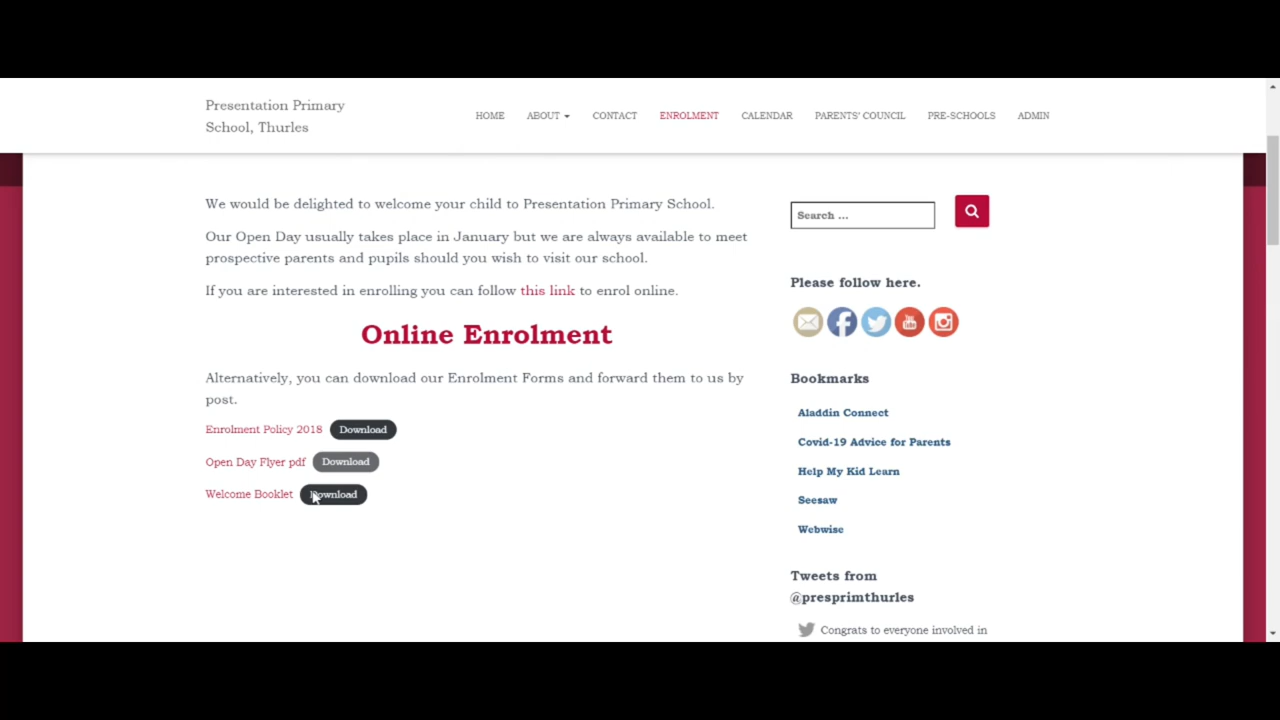 Presentation Primary
School, Thurles
HOME ABOUT CONTACT ENROLMENT CALENDAR PARENTS' COUNCIL PRE-SCHOOLS ADMIN
We would be delighted to welcome your child to Presentation Primary School.
Our Open Day usually takes place in January but we are always available to meet
prospective parents and pupils should you wish to visit our school.
If you are interested in enrolling you can follow this link to enrol online.
Online Enrolment
Alternatively, you can download our Enrolment Forms and forward them to us by
post.
Enrolment Policy 2018 Download
Open Day Flyer pdf Download
Welcome Booklet Download
Search ...
Please follow here.
You
Tube
Bookmarks
Aladdin Connect
Covid-19 Advice for Parents
Help My Kid Learn
Seesaw
Webwise
Tweets from
@presprimthurles
Congrats to everyone involved in